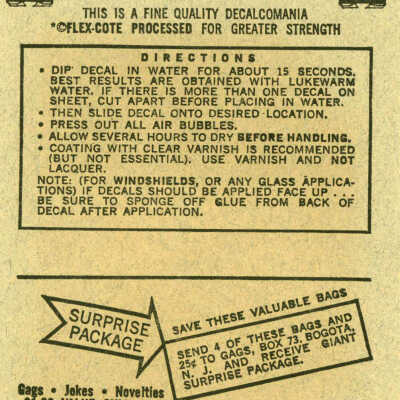 THIS IS A FINE QUALITY DECALCOMANIA
*©FLEX-COTE PROCESSED FOR GREATER STRENGTH
DIRECTIONS
• DIP DECAL IN WATER FOR ABOUT 15 SECONDS.
BEST RESULTS ARE OBTAINED WITH LUKEWARM
WATER. IF THERE IS MORE THAN ONE DECAL ON
SHEET, CUT APART BEFORE PLACING IN WATER.
• THEN SLIDE DECAL ONTO DESIRED LOCATION.
• PRESS OUT ALL AIR BUBBLES.
• ALLOW SEVERAL HOURS TO DRY BEFORE HANDLING.
• COATING WITH CLEAR VARNISH IS RECOMMENDED
(BUT NOT ESSENTIAL). USE VARNISH AND NOT
LACQUER.
NOTE: (FOR WINDSHIELDS, OR ANY GLASS APPLICA-
TIONS) IF DECALS SHOULD BE APPLIED FACE UP . . .
BE SURE TO SPONGE OFF GLUE FROM BACK OF
DECAL AFTER APPLICATION.
SURPRISE
PACKAGE
SAVE THESE VALUABLE BAGS
SEND 4 OF THESE BAGS AND
25¢ TO GAGS, BOX 73, BOGOTA,
N. J. AND RECEIVE GIANT
SURPRISE PACKAGE.
Gags • Jokes • Novelties